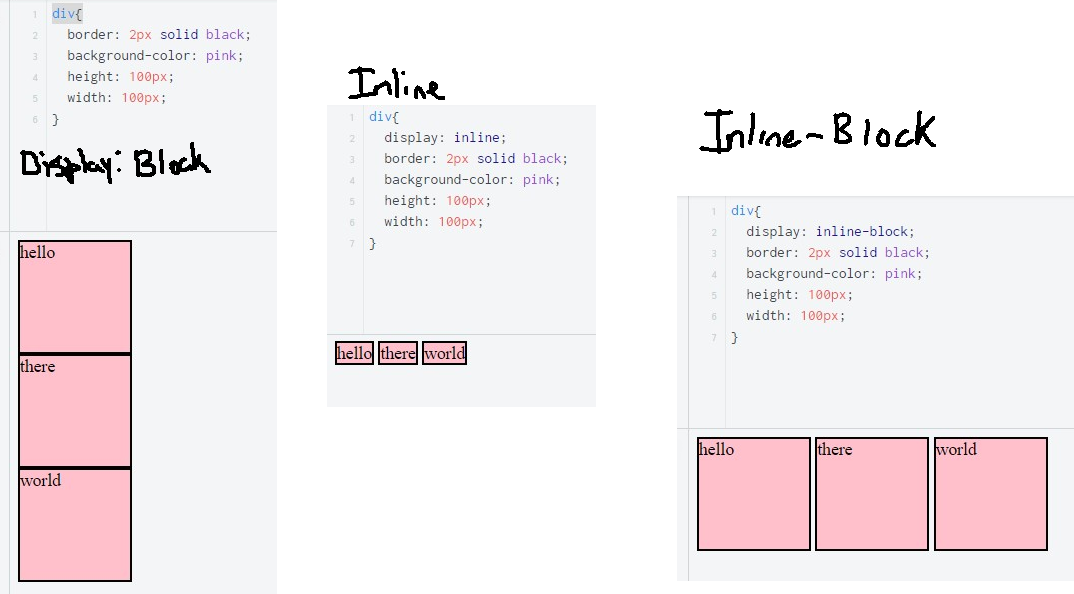 1 div{
2 border: 2px solid black;
3 background-color: pink;
4 height: 100px;
5 width: 100px;
6 }
Display: Block
hello
there
world
Inline
1 div{
2 display: inline;
3 border: 2px solid black;
4 background-color: pink;
5 height: 100px;
6 width: 100px;
7 }
hello there world
Inline-Block
1 div{
2 display: inline-block;
3 border: 2px solid black;
4 background-color: pink;
5 height: 100px;
6 width: 100px;
7 }
hello there world